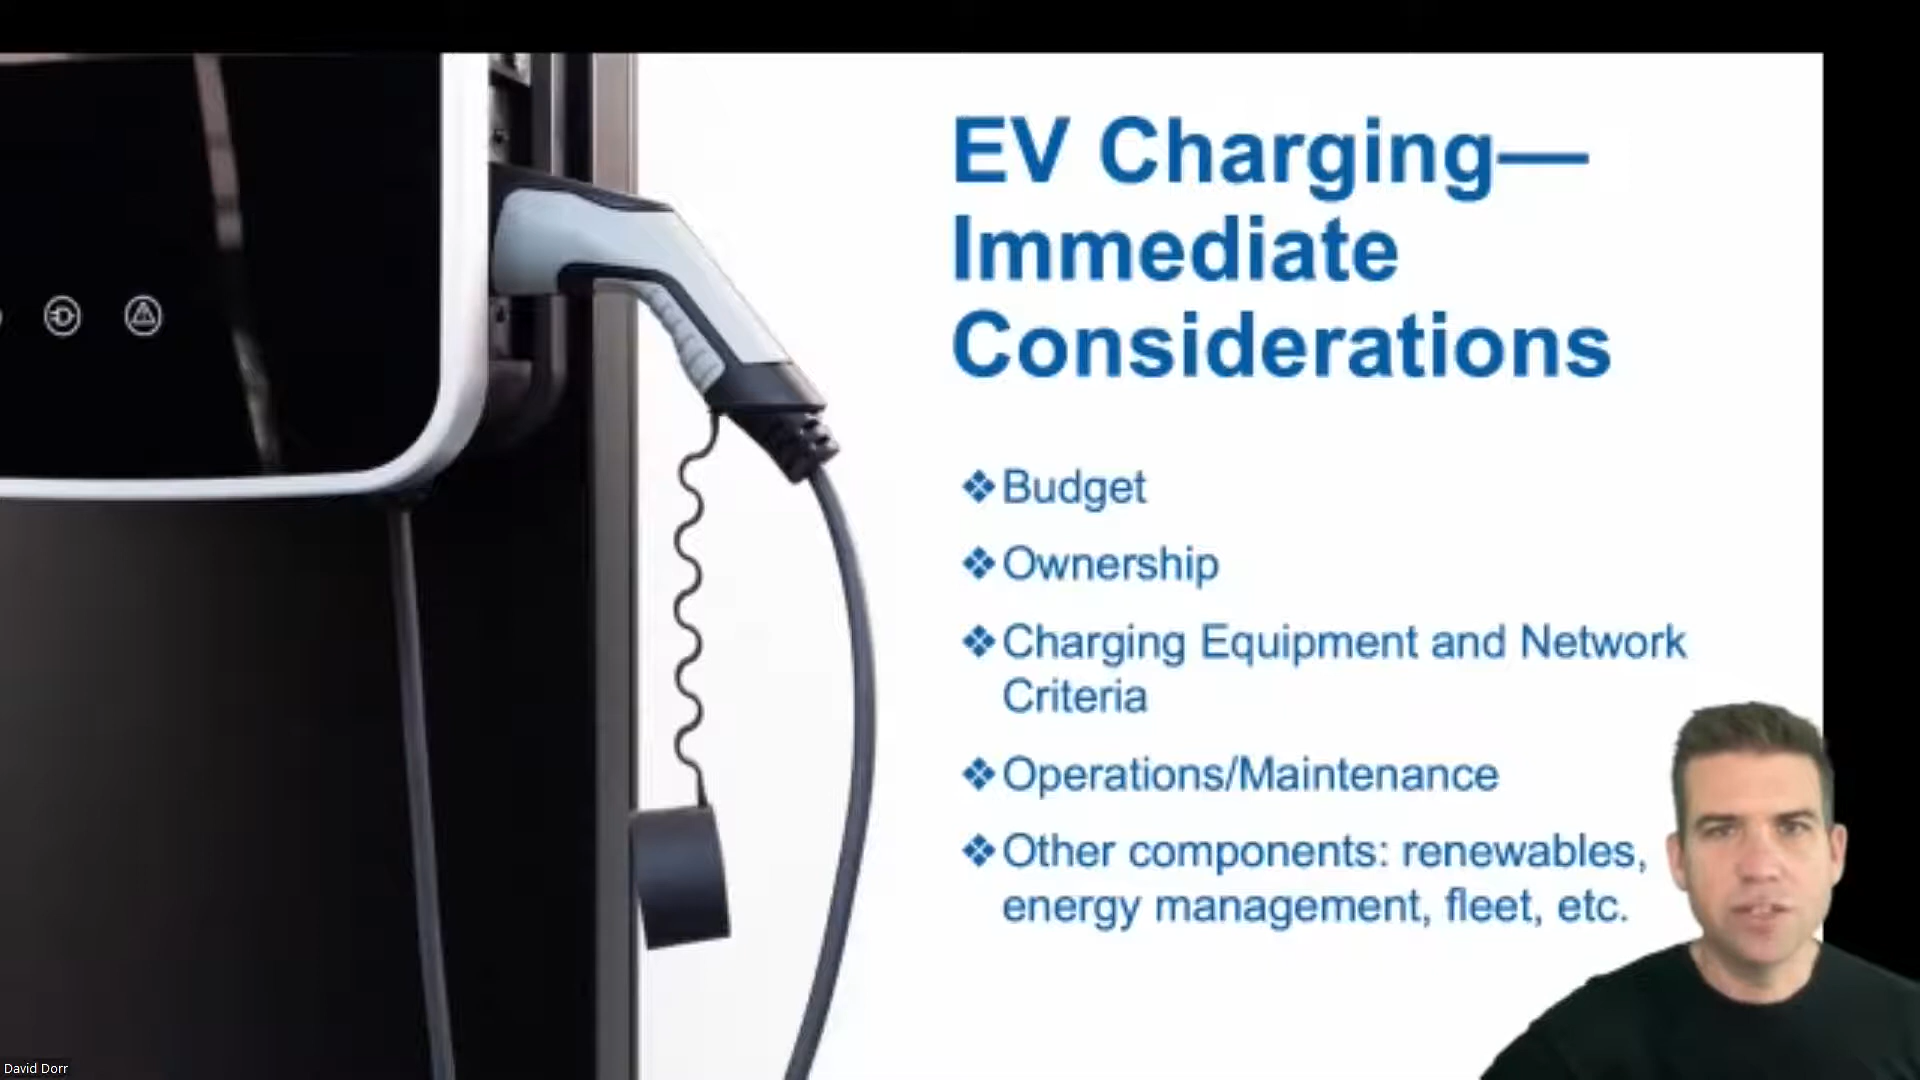 EV Charging—
Immediate
Considerations
❖Budget
❖Ownership
❖Charging Equipment and Network
Criteria
❖Operations/Maintenance
❖Other components: renewables,
energy management, fleet, etc.
David Dorr